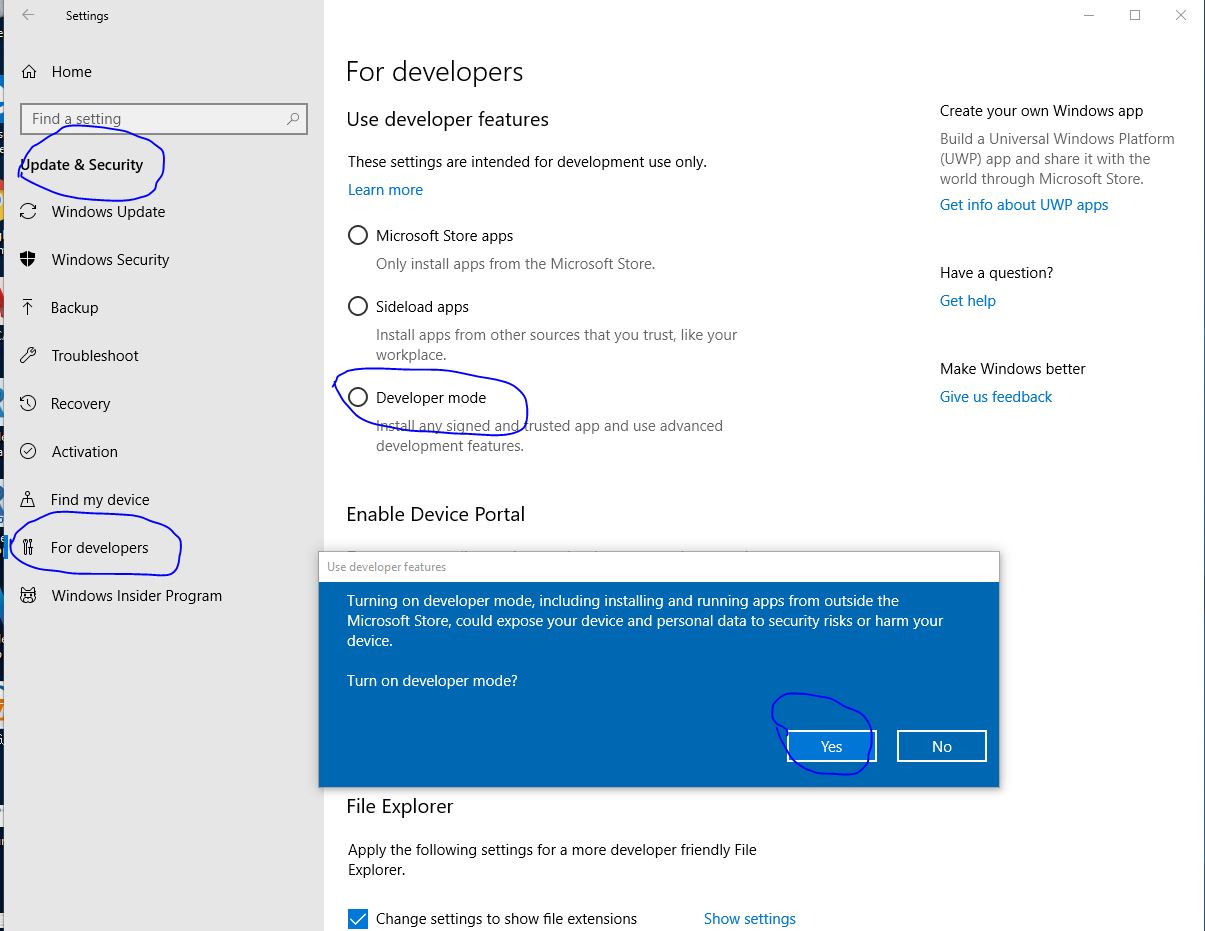 Settings
Home
Find a setting
Update & Security
Windows Update
Windows Security
Backup
Troubleshoot
Recovery
Activation
Find my device
For developers
Windows Insider Program
For developers
Use developer features
These settings are intended for development use only.
Learn more
Microsoft Store apps
Only install apps from the Microsoft Store.
Sideload apps
Install apps from other sources that you trust, like your
workplace.
Developer mode
Install any signed and trusted app and use advanced
development features.
Enable Device Portal
Use developer features
Turning on developer mode, including installing and running apps from outside the
Microsoft Store, could expose your device and personal data to security risks or harm your
device.
Turn on developer mode?
Yes
No
File Explorer
Apply the following settings for a more developer friendly File
Explorer.
Change settings to show file extensions
Show settings
Create your own Windows app
Build a Universal Windows Platform
(UWP) app and share it with the
world through Microsoft Store.
Get info about UWP apps
Have a question?
Get help
Make Windows better
Give us feedback